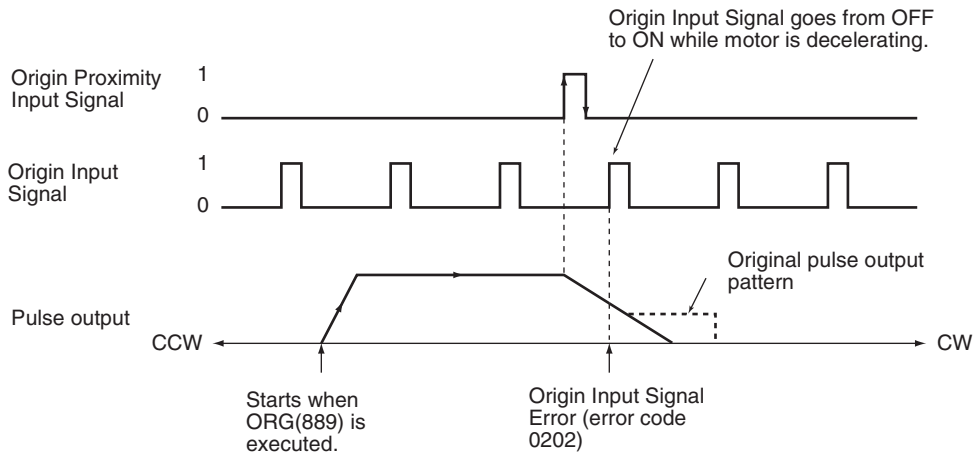 Origin Input Signal goes from OFF
to ON while motor is decelerating.
Origin Proximity
Input Signal
1
0
Origin Input
Signal
1
0
Original pulse output
pattern
Pulse output
CCW
CW
Starts when
ORG(889) is
executed.
Origin Input Signal
Error (error code
0202)